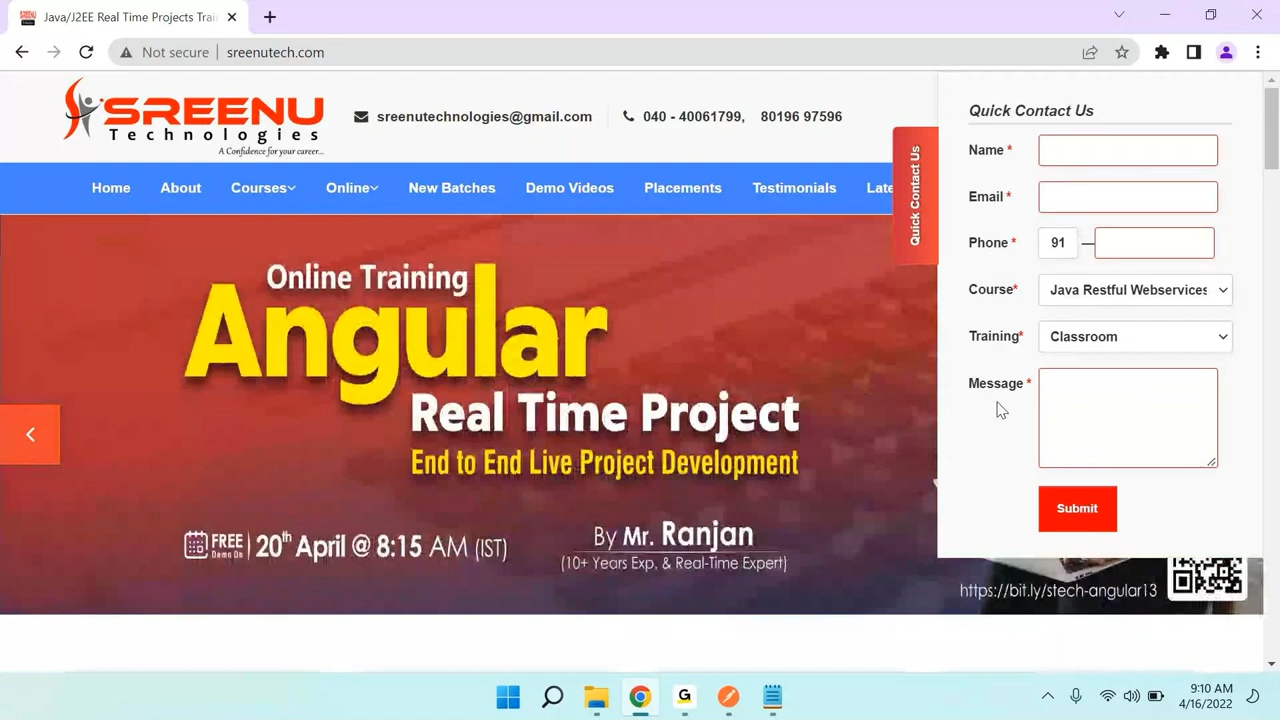 Java/J2EE Real Time Projects Trai
Not secure
sreenutech.com
SREENU
Technologies
A Confidence for your career...
sreenutechnologies@gmail.com
040 - 40061799, 80196 97596
Home About Courses Online New Batches Demo Videos Placements Testimonials Late
Quick Contact Us
Quick Contact Us
Name *
Email *
Phone * 91
Course* Java Restful Webservices
Training* Classroom
Message *
Submit
Online Training
Angular
Real Time Project
End to End Live Project Development
FREE
Demo On
20th April @ 8:15 AM (IST)
By Mr. Ranjan
(10+ Years Exp, & Real-Time Expert)
https://bit.ly/stech-angular13
G
9:10 AM
4/16/2022